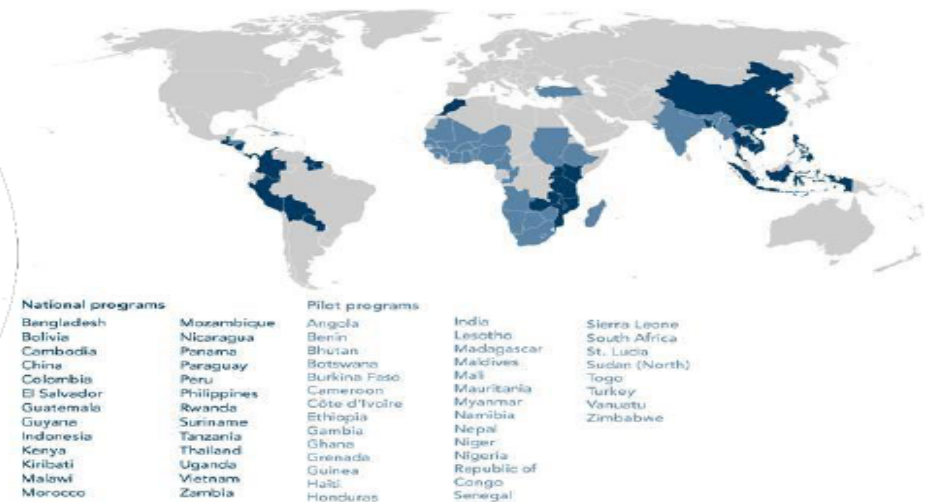 National programs
Bangladesh
Bolivia
Cambodia
China
Colombia
El Salvador
Guatemala
Guyana
Indonesia
Kenya
Kiribati
Malawi
Morocco
Mozambique
Nicaragua
Panama
Paraguay
Peru
Philippines
Rwanda
Suriname
Tanzania
Thailand
Uganda
Vietnam
Zambia
Pilot programs
Angola
Benin
Bhutan
Botswana
Burkina Faso
Cameroon
Côte d'Ivoire
Ethiopia
Gambia
Ghana
Grenada
Guinea
Haiti
Honduras
India
Lesotho
Madagascar
Maldives
Mali
Mauritania
Myanmar
Namibia
Nepal
Niger
Nigeria
Republic of
Congo
Senegal
Sierra Leone
South Africa
St. Lucia
Sudan (North)
Togo
Turkey
Vanuatu
Zimbabwe